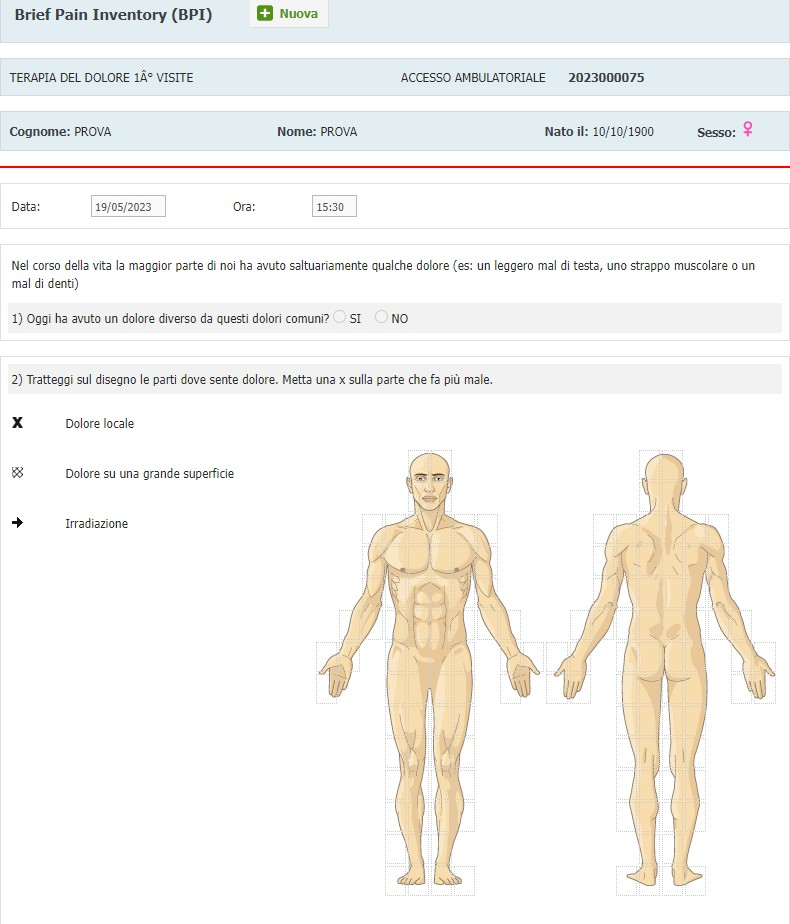 Brief Pain Inventory (BPI) Nuova
TERAPIA DEL DOLORE 1Â° VISITE ACCESSO AMBULATORIALE 2023000075
Cognome: PROVA Nome: PROVA Nato il: 10/10/1900 Sesso: ♀
Data: 19/05/2023 Ora: 15:30
Nel corso della vita la maggior parte di noi ha avuto saltuariamente qualche dolore (es: un leggero mal di testa, uno strappo muscolare o un
mal di denti)
1) Oggi ha avuto un dolore diverso da questi dolori comuni? SI NO
2) Tratteggi sul disegno le parti dove sente dolore. Metta una x sulla parte che fa più male.
X Dolore locale
Dolore su una grande superficie
Irradiazione